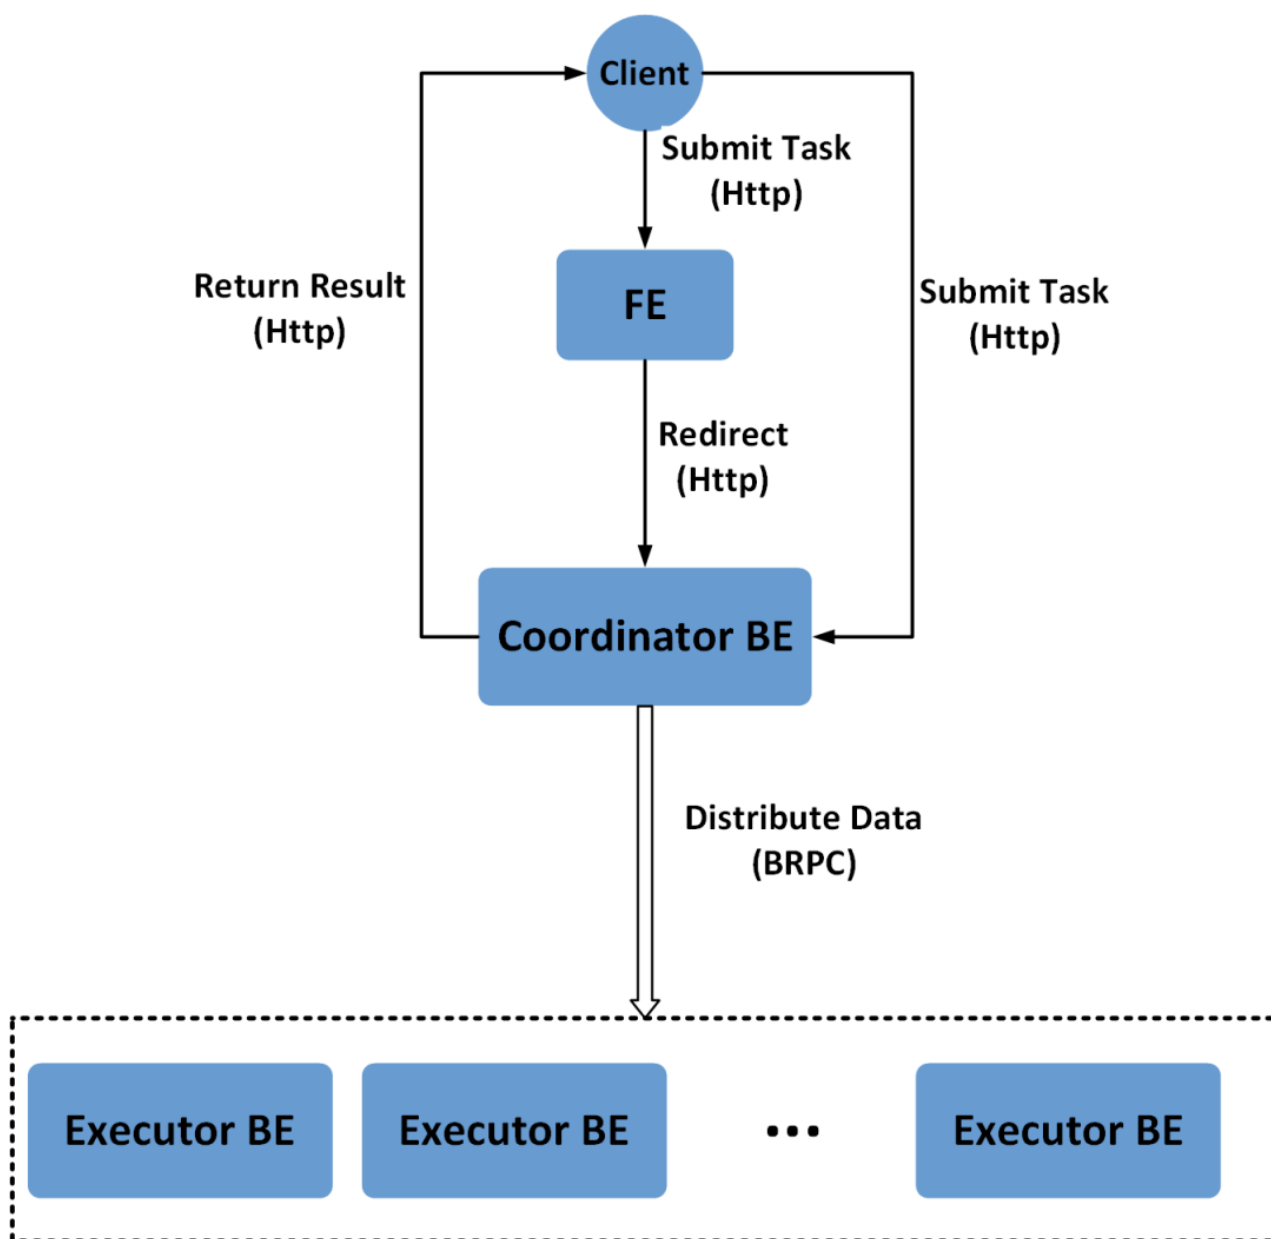 Client
Submit Task
(Http)
Return Result
(Http)
FE
Submit Task
(Http)
Redirect
(Http)
Coordinator BE
Distribute Data
(BRPC)
Executor BE
Executor BE
...
Executor BE